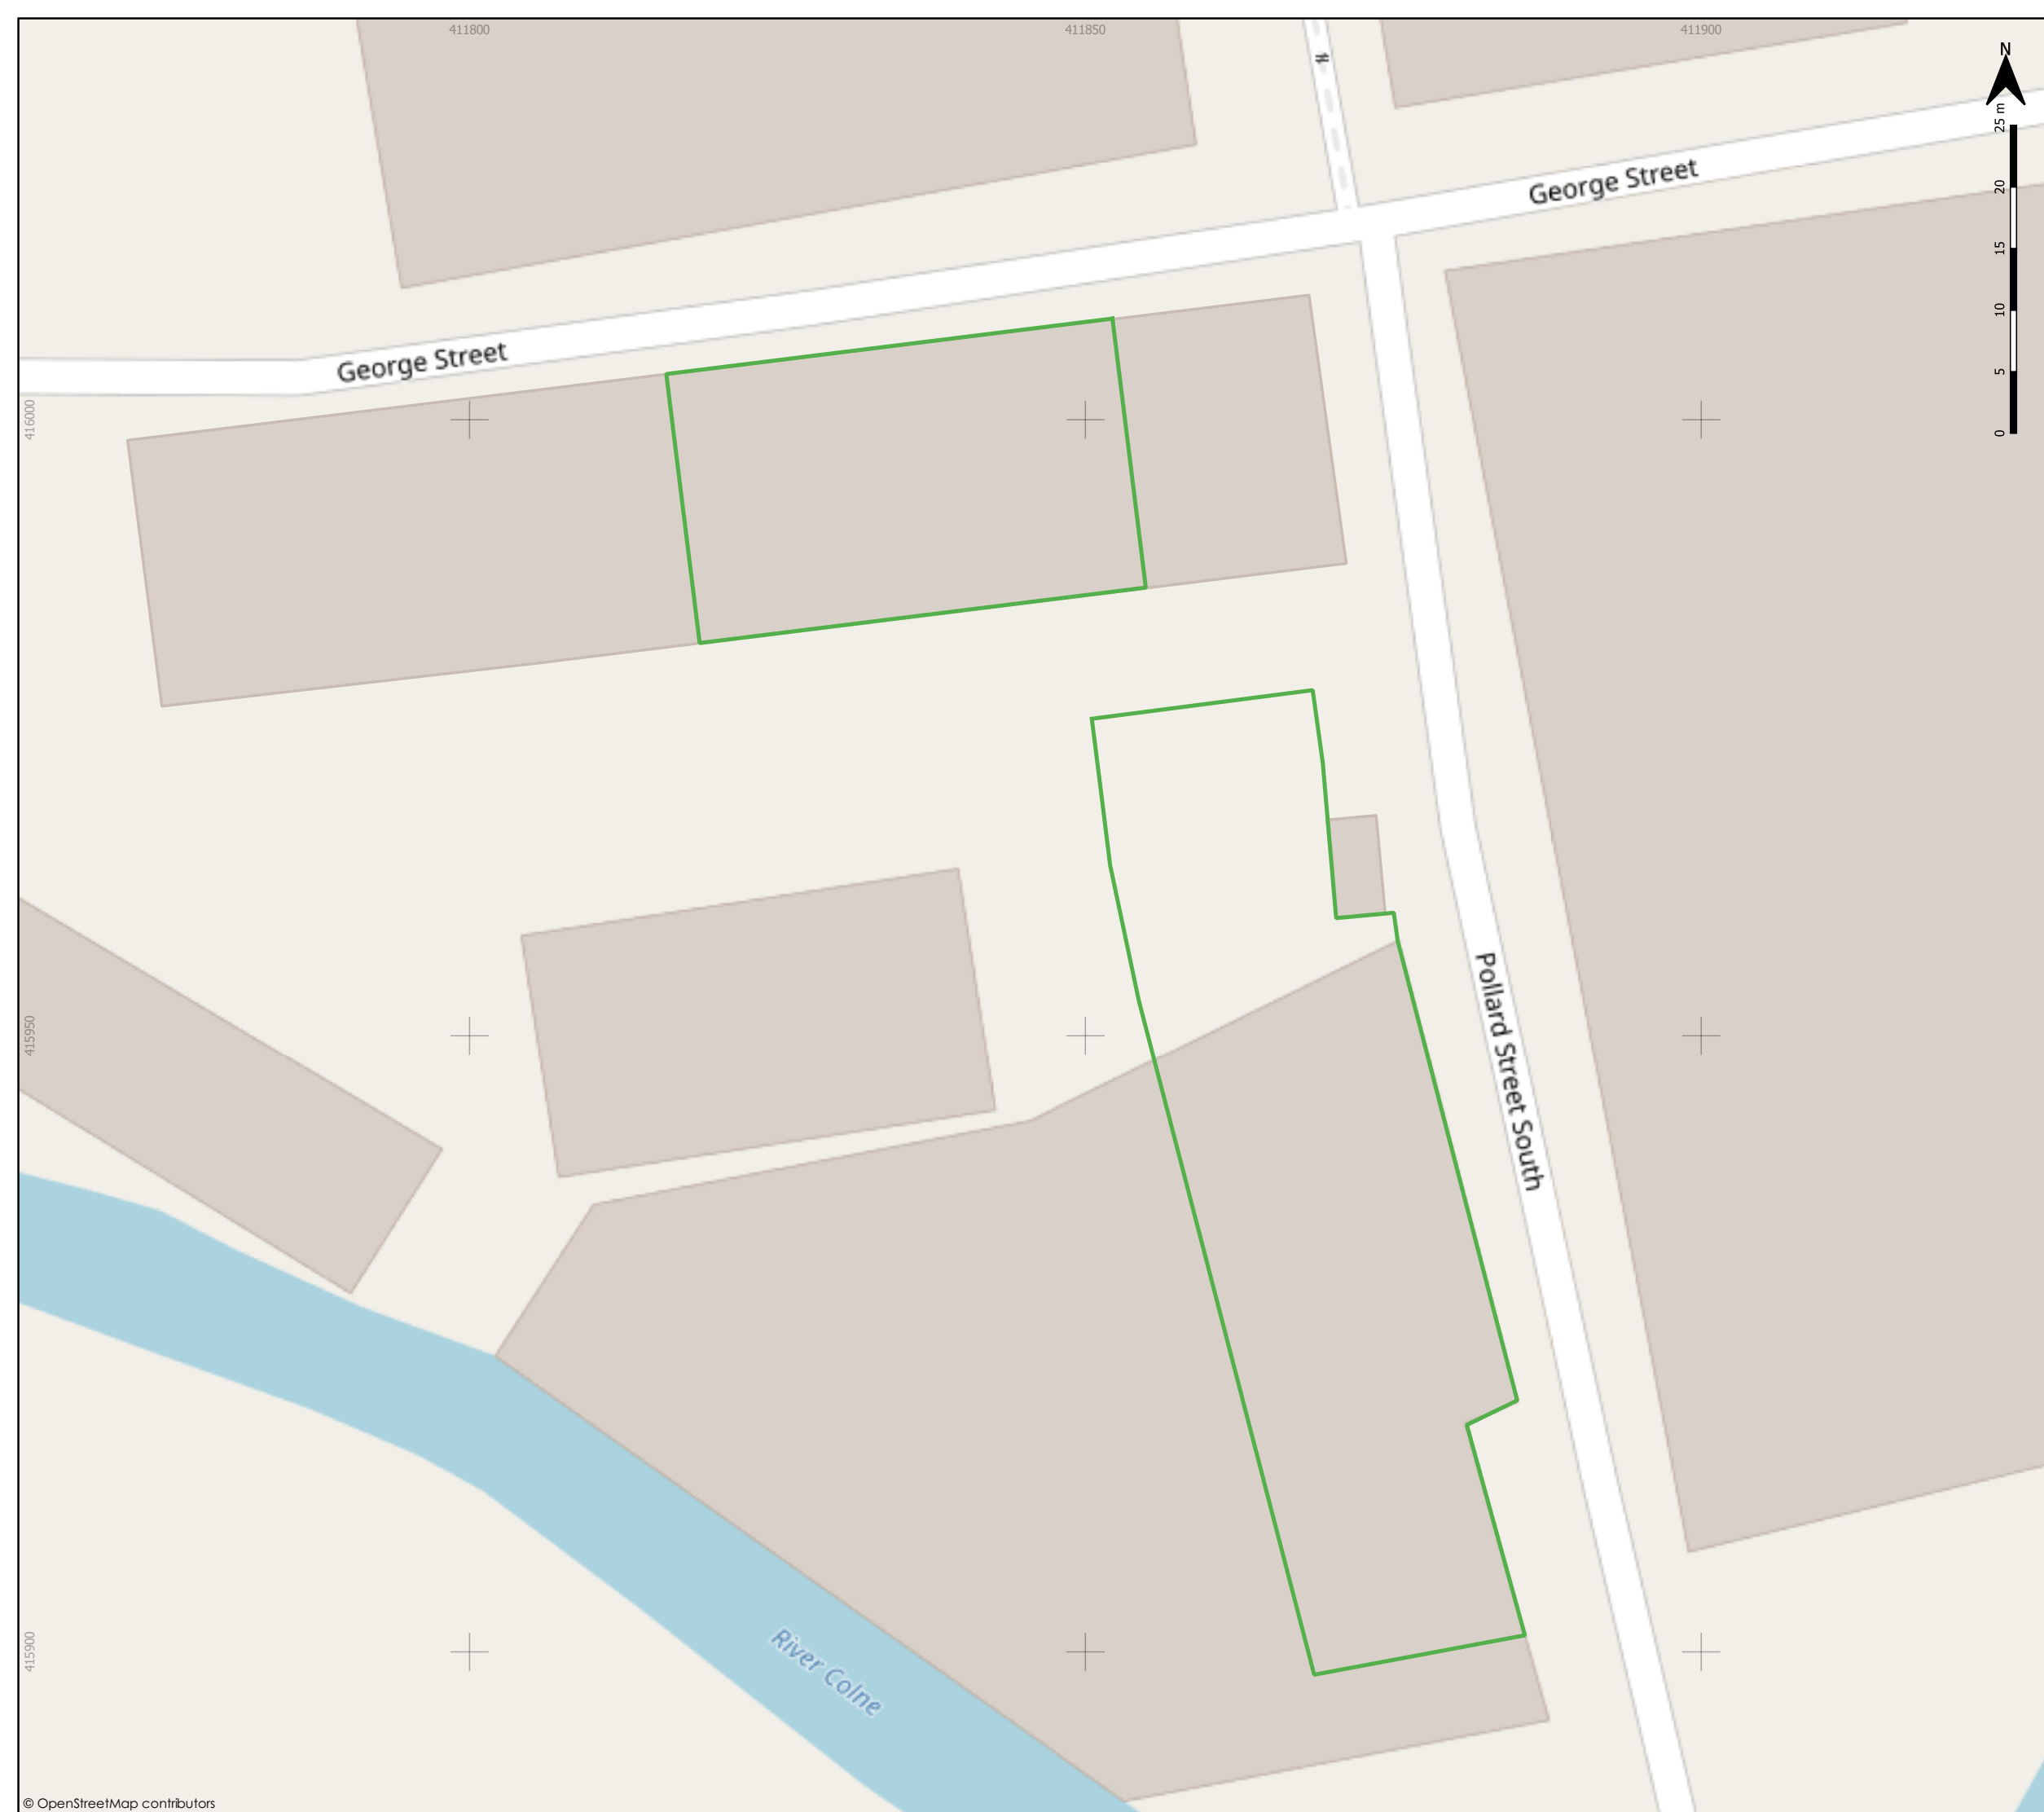 411800
411850
411900
N
25 m
20
15
10
5
0
George Street
George Street
416000
415950
Pollard Street South
415900
River Colne
© OpenStreetMap contributors